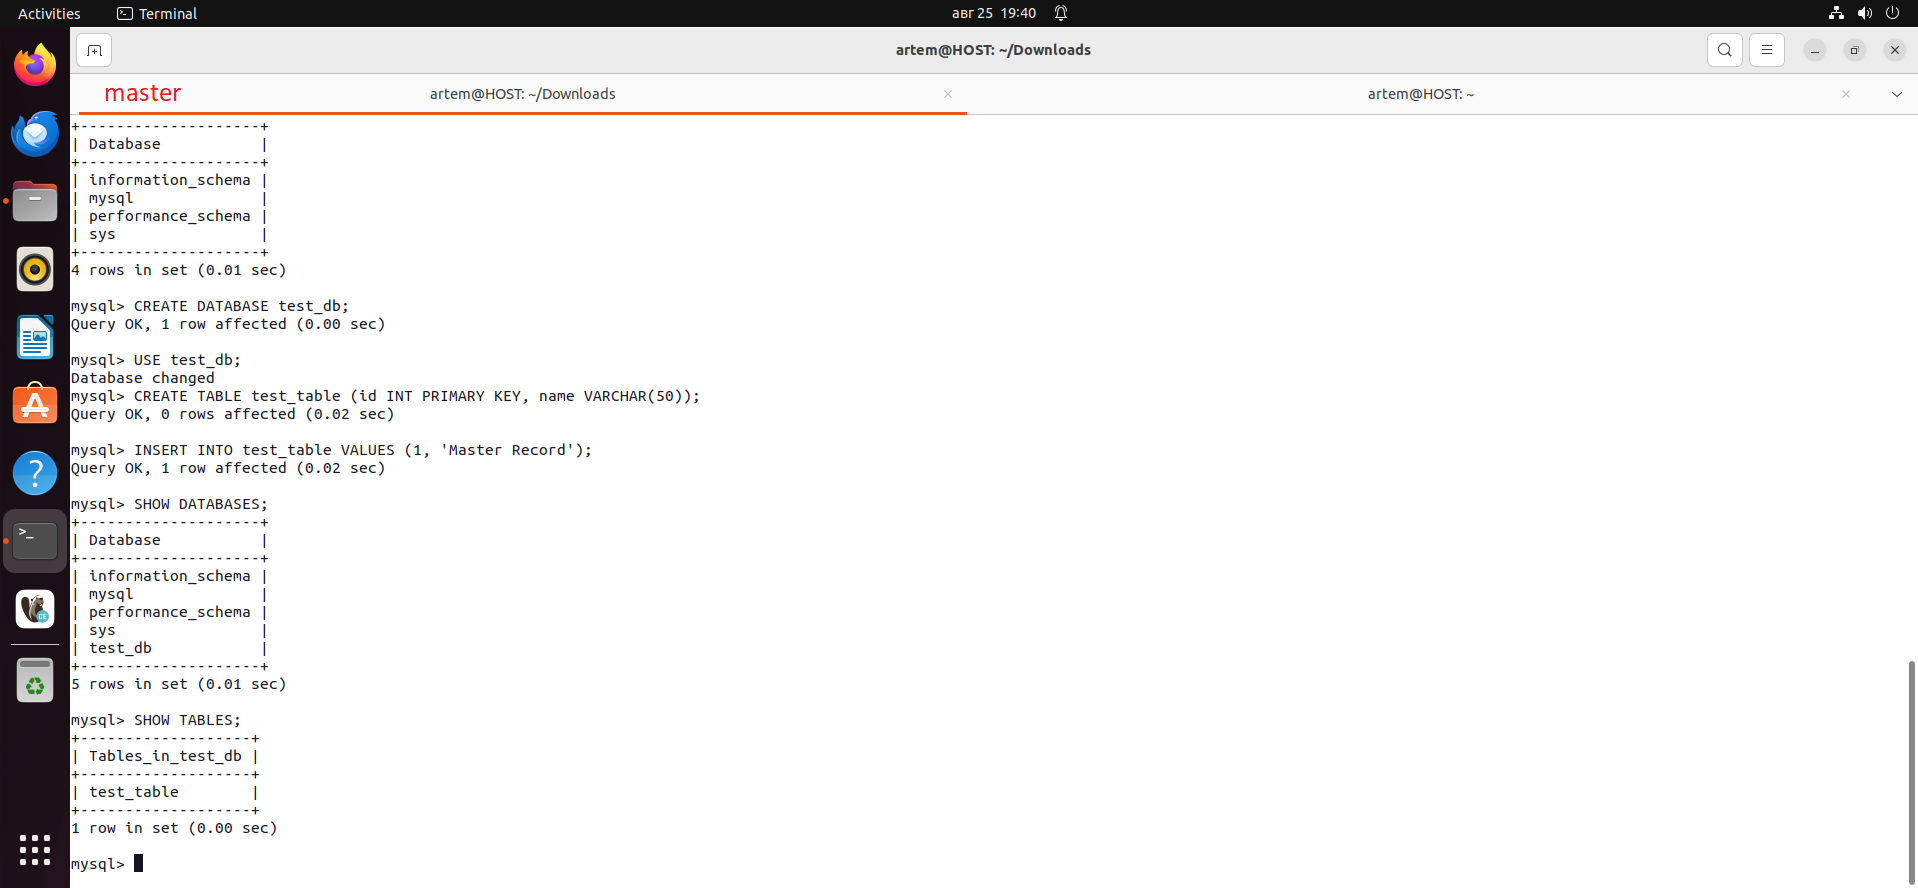 Activities Terminal авг 25 19:40
artem@HOST: ~/Downloads
master artem@HOST: ~/Downloads artem@HOST: ~
+--------------------+
| Database           |
+--------------------+
| information_schema |
| mysql              |
| performance_schema |
| sys                |
+--------------------+
4 rows in set (0.01 sec)
mysql> CREATE DATABASE test_db;
Query OK, 1 row affected (0.00 sec)
mysql> USE test_db;
Database changed
mysql> CREATE TABLE test_table (id INT PRIMARY KEY, name VARCHAR(50));
Query OK, 0 rows affected (0.02 sec)
mysql> INSERT INTO test_table VALUES (1, 'Master Record');
Query OK, 1 row affected (0.02 sec)
mysql> SHOW DATABASES;
+--------------------+
| Database           |
+--------------------+
| information_schema |
| mysql              |
| performance_schema |
| sys                |
| test_db            |
+--------------------+
5 rows in set (0.01 sec)
mysql> SHOW TABLES;
+-------------------+
| Tables_in_test_db |
+-------------------+
| test_table        |
+-------------------+
1 row in set (0.00 sec)
mysql>